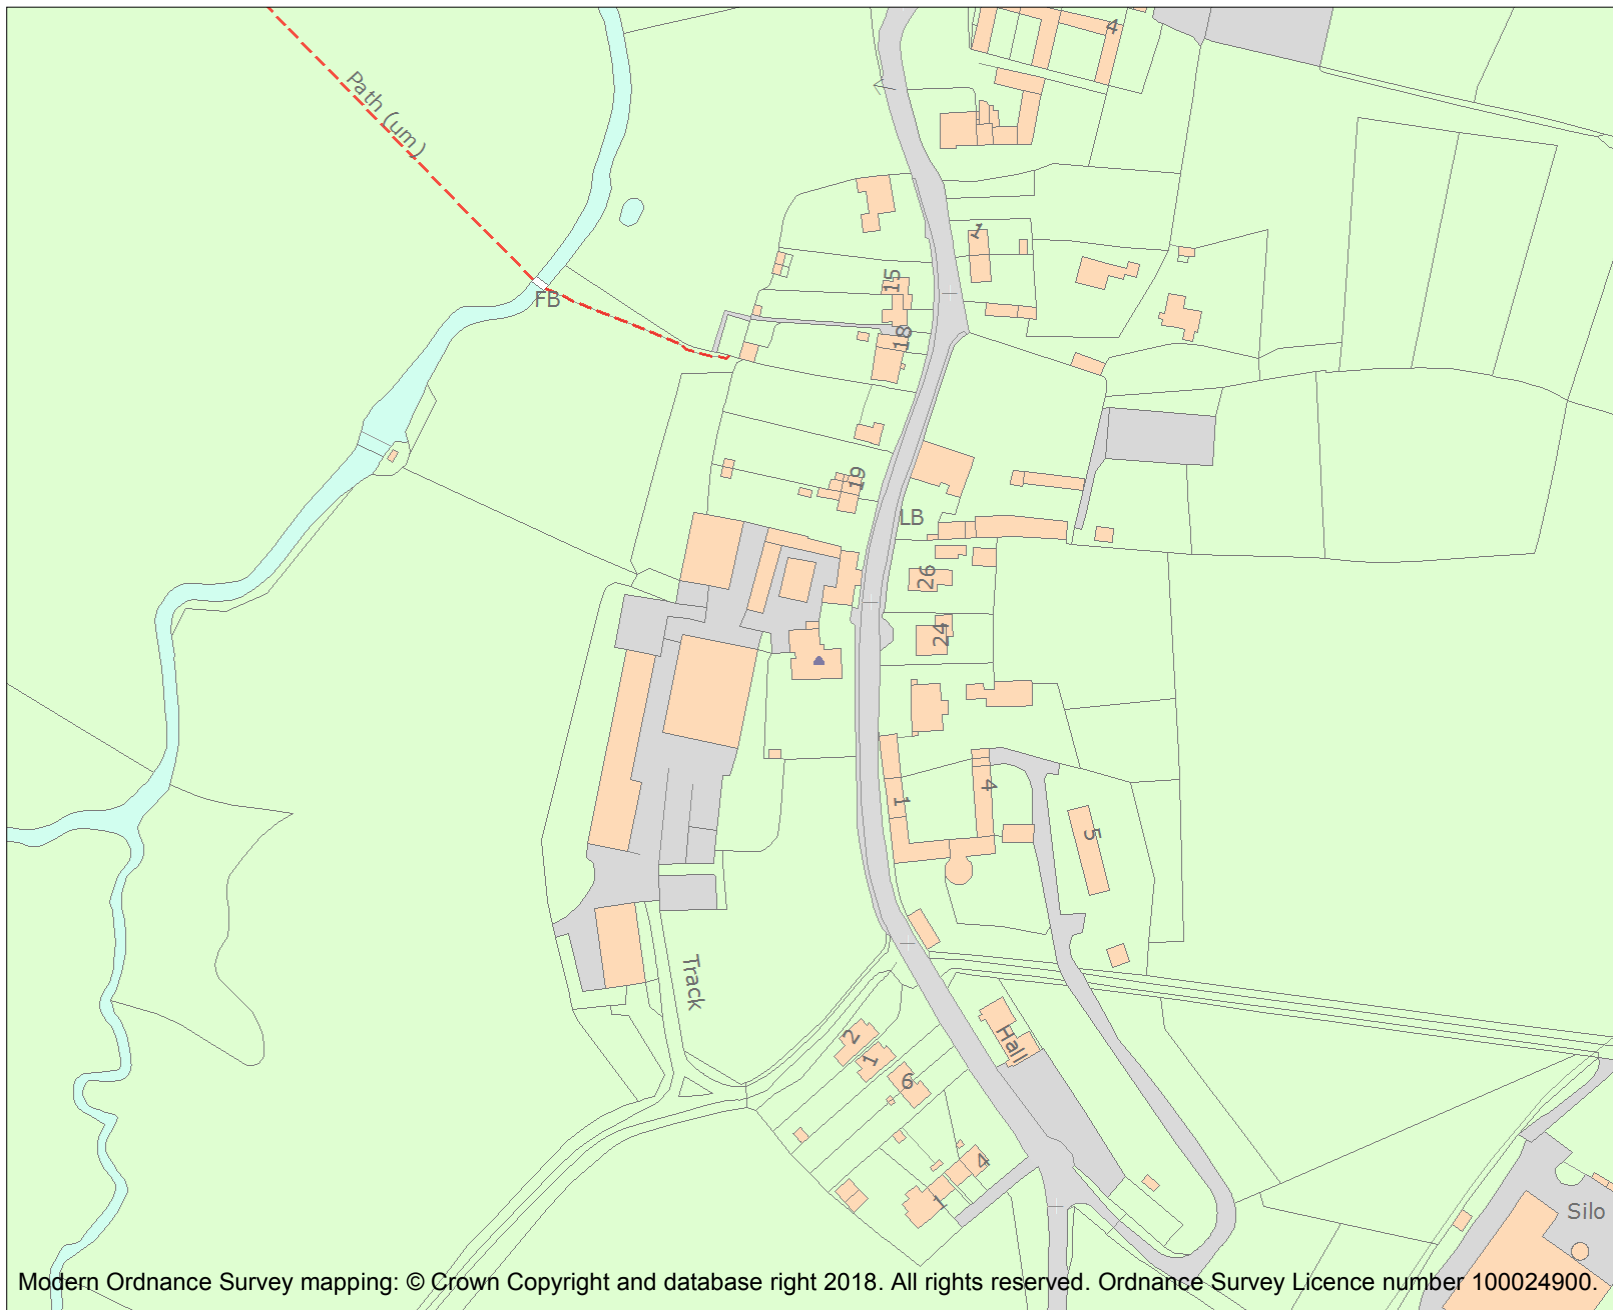 4
Path (um)
1
15
FB
18
19
LB
26
24
1
4
5
Track
2
1
6
Hall
4
1
Silo
Modern Ordnance Survey mapping: © Crown Copyright and database right 2018. All rights reserved. Ordnance Survey Licence number 100024900.